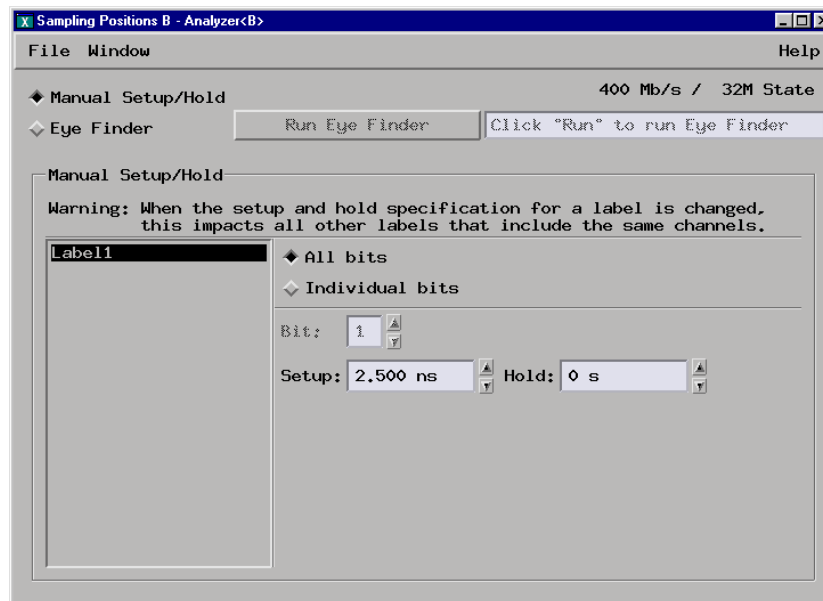 Sampling Positions B - Analyzer<B>
File Window Help
Manual Setup/Hold 400 Mb/s / 32M State
Eye Finder Run Eye Finder Click "Run" to run Eye Finder
Manual Setup/Hold
Warning: When the setup and hold specification for a label is changed,
this impacts all other labels that include the same channels.
Label1
All bits
Individual bits
Bit: 1
Setup: 2.500 ns Hold: 0 s